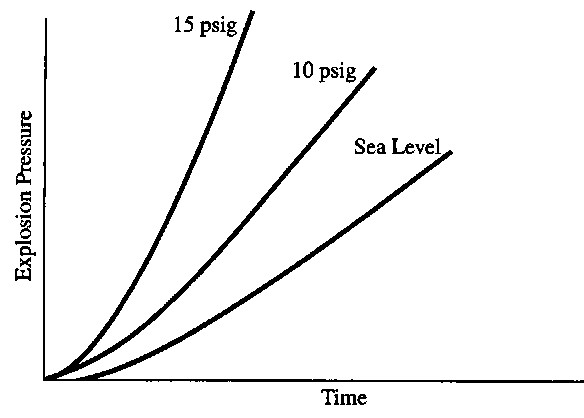 15 psig
10 psig
Sea Level
Explosion Pressure
Time